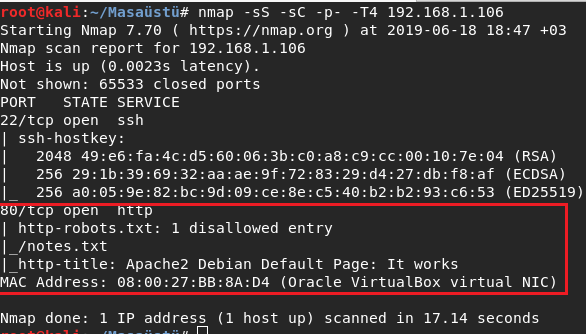 root@kali:~/Masaüstü# nmap -sS -sC -p- -T4 192.168.1.106
Starting Nmap 7.70 ( https://nmap.org ) at 2019-06-18 18:47 +03
Nmap scan report for 192.168.1.106
Host is up (0.0023s latency).
Not shown: 65533 closed ports
PORT   STATE SERVICE
22/tcp open  ssh
| ssh-hostkey:
|   2048 49:e6:fa:4c:d5:60:06:3b:c0:a8:c9:cc:00:10:7e:04 (RSA)
|   256 29:1b:39:69:32:aa:ae:9f:72:83:29:d4:27:db:f8:af (ECDSA)
|_  256 a0:05:9e:82:bc:9d:09:ce:8e:c5:40:b2:b2:93:c6:53 (ED25519)
80/tcp open  http
| http-robots.txt: 1 disallowed entry
|_/notes.txt
|_http-title: Apache2 Debian Default Page: It works
MAC Address: 08:00:27:BB:8A:D4 (Oracle VirtualBox virtual NIC)
Nmap done: 1 IP address (1 host up) scanned in 17.14 seconds